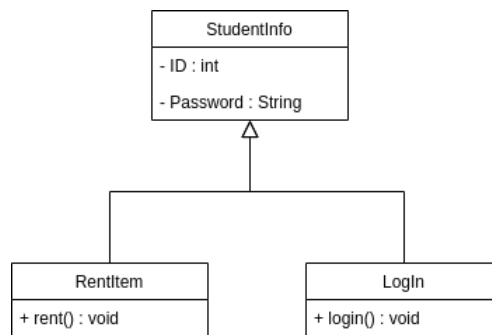 StudentInfo
- ID : int
- Password : String
RentItem
+ rent() : void
LogIn
+ login() : void